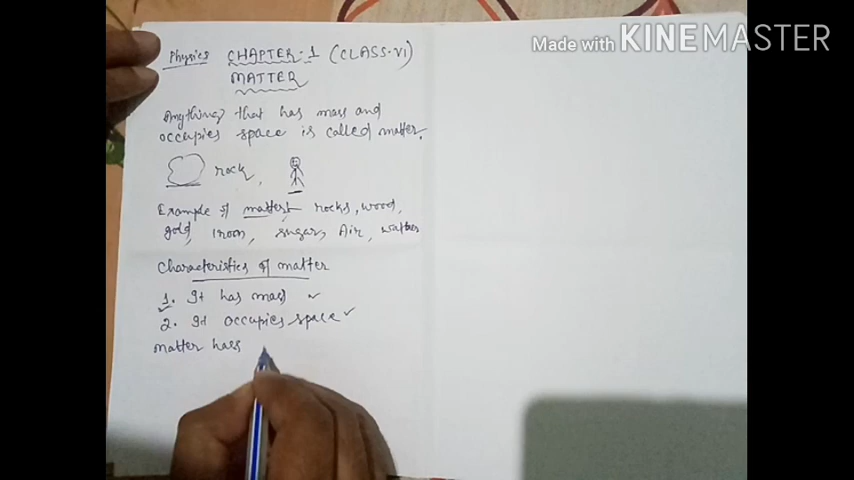 Made with KINEMASTER
Physics CHAPTER-1 (CLASS-VI)
MATTER
Anything that has mass and
occupies space is called matter.
rock,
Example of matter rocks, wood,
gold, Iron, sugar, Air, water
Characteristics of matter
1. It has mass
2. It occupies space
matter has